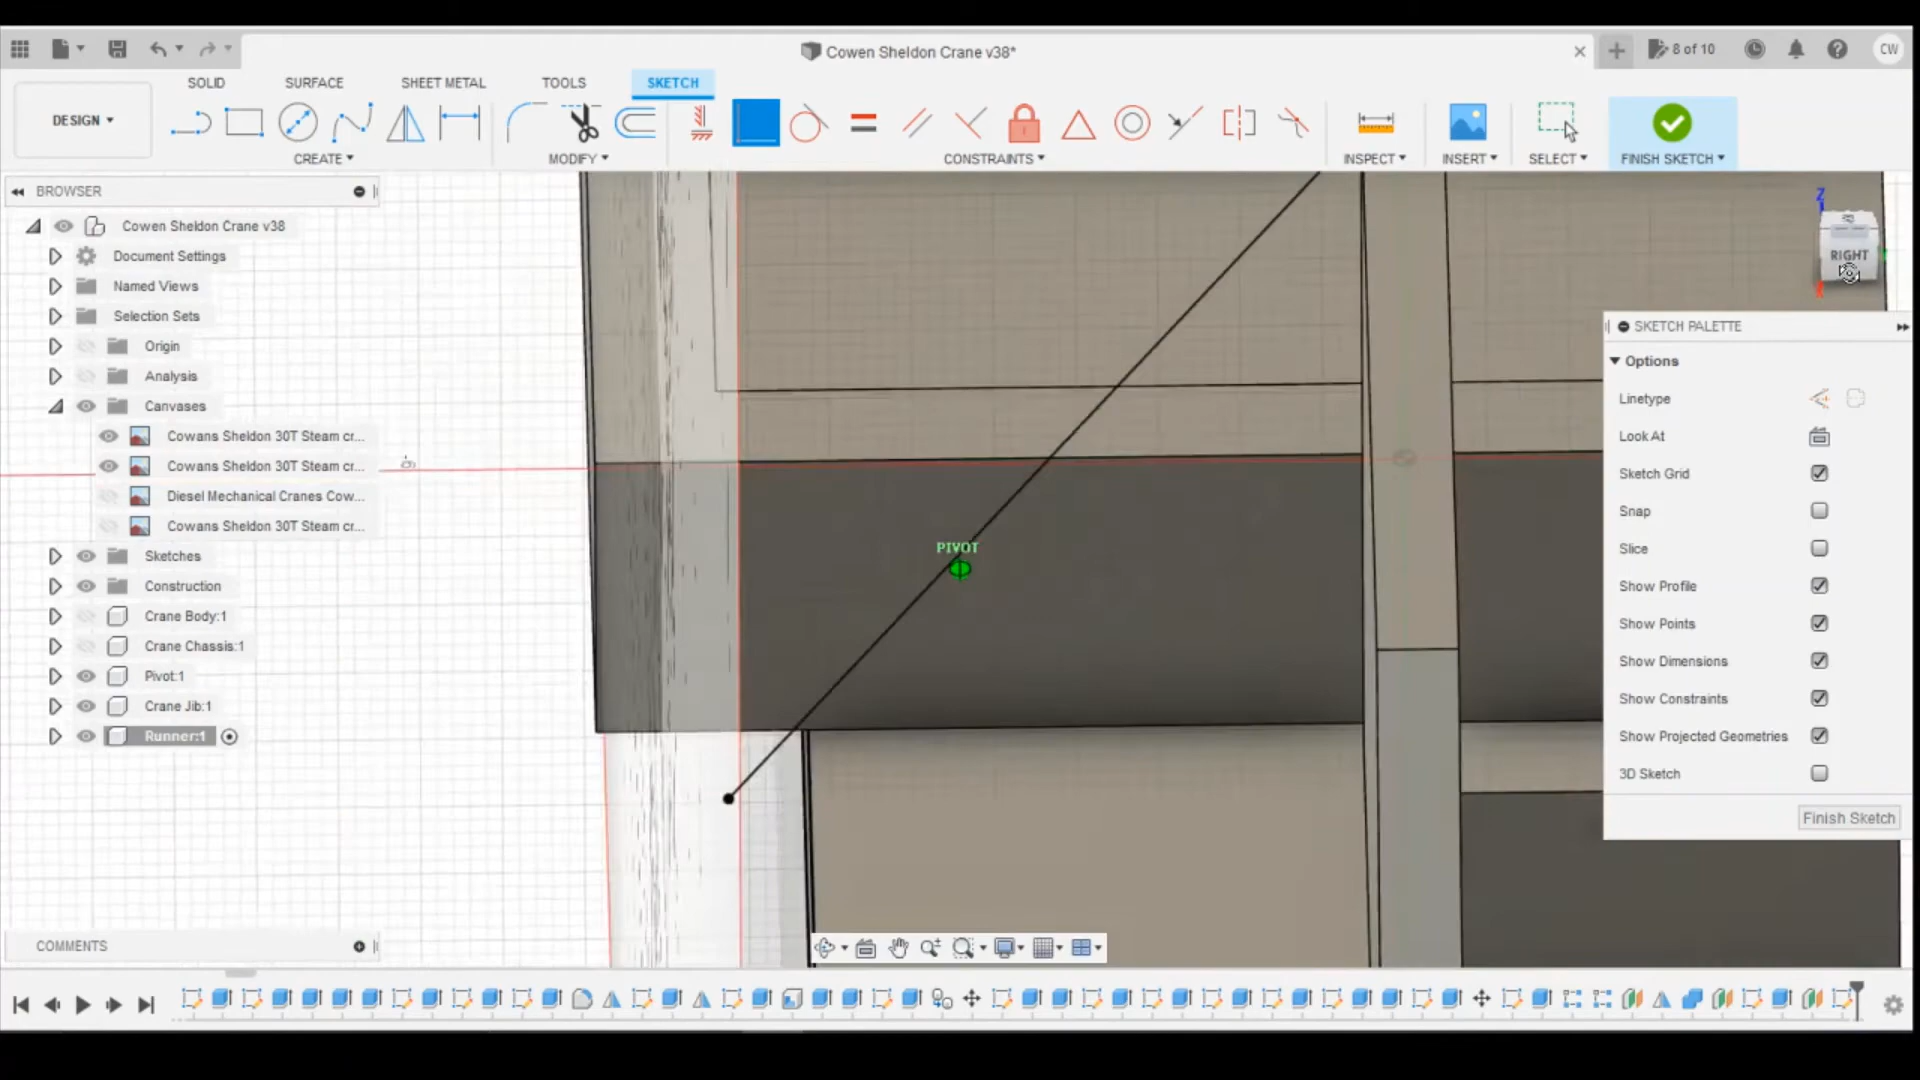 Cowen Sheldon Crane v38*
8 of 10
CW
DESIGN
SOLID
SURFACE
SHEET METAL
TOOLS
SKETCH
CREATE
MODIFY
CONSTRAINTS
INSPECT
INSERT
SELECT
FINISH SKETCH
BROWSER
Cowen Sheldon Crane v38
Document Settings
Named Views
Selection Sets
Origin
Analysis
Canvases
Cowans Sheldon 30T Steam cr...
Cowans Sheldon 30T Steam cr...
Diesel Mechanical Cranes Cow...
Cowans Sheldon 30T Steam cr...
Sketches
Construction
Crane Body:1
Crane Chassis:1
Pivot:1
Crane Jib:1
Runner:1
PIVOT
Z
RIGHT
X
SKETCH PALETTE
Options
Linetype
Look At
Sketch Grid
Snap
Slice
Show Profile
Show Points
Show Dimensions
Show Constraints
Show Projected Geometries
3D Sketch
Finish Sketch
COMMENTS